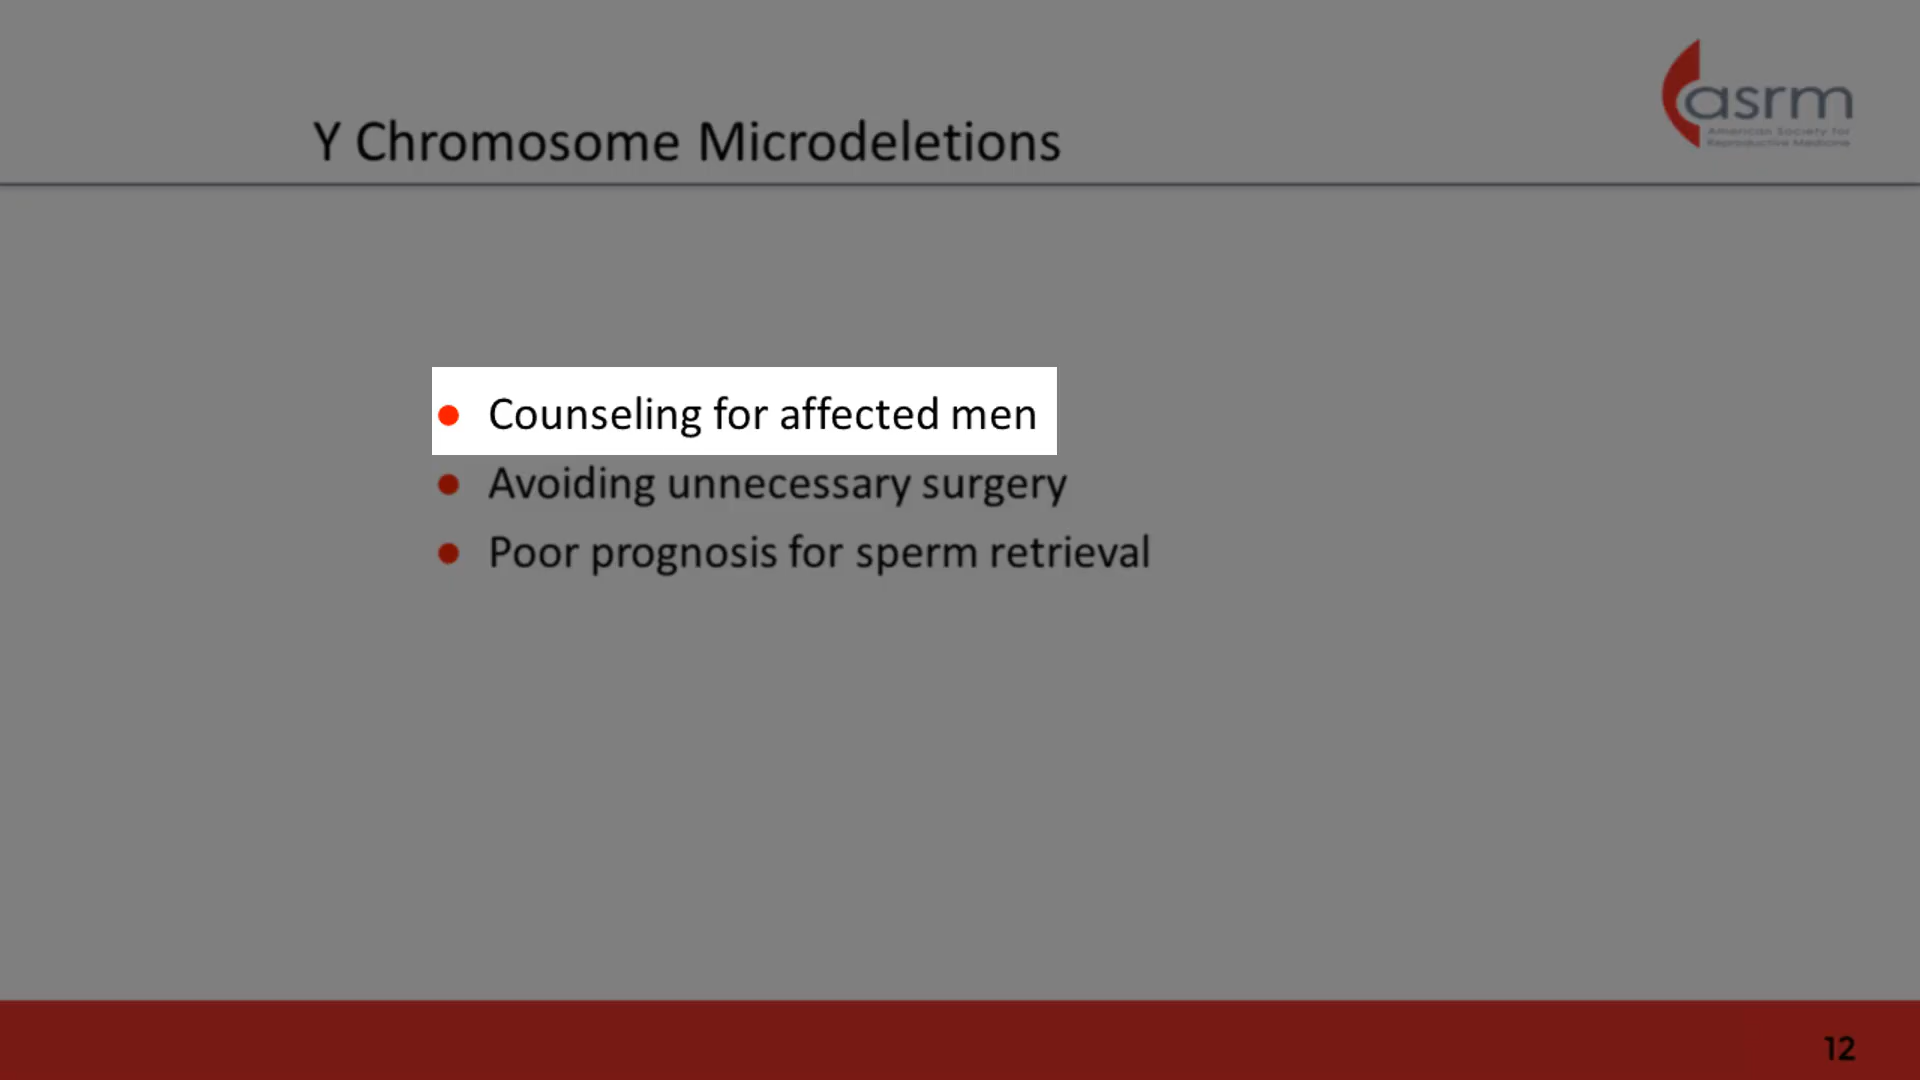 asrm
American Society for
Reproductive Medicine
Y Chromosome Microdeletions
● Counseling for affected men
● Avoiding unnecessary surgery
● Poor prognosis for sperm retrieval
12